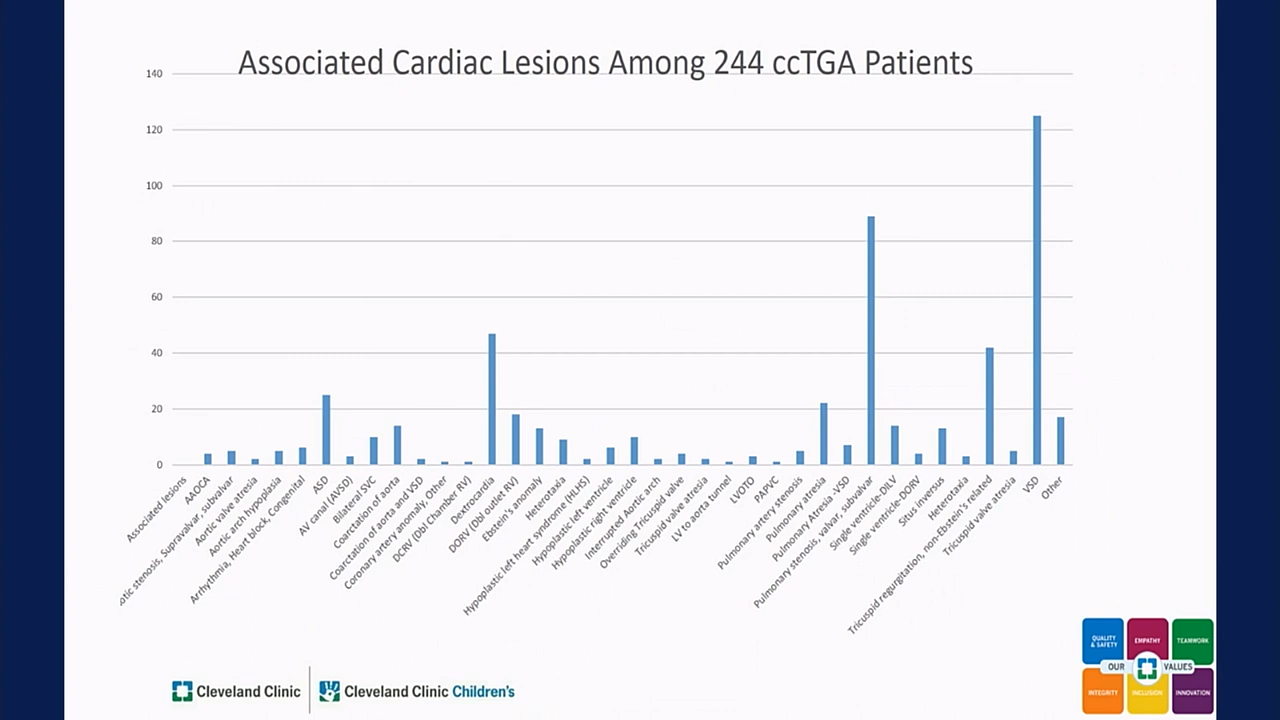 Associated Cardiac Lesions Among 244 ccTGA Patients
140
120
100
80
60
40
20
0
Associated lesions
AAOCA
otic stenosis, Supravalvar, subvalvar
Aortic valve atresia
Aortic arch hypoplasia
Arrhythmia, Heart block, Congenital
ASD
AV canal (AVSD)
Bilateral SVC
Coarctation of aorta
Coarctation of aorta and VSD
Coronary artery anomaly, Other
DCRV (Dbl Chamber RV)
Dextrocardia
DORV (Dbl outlet RV)
Ebstein's anomaly
Heterotaxia
Hypoplastic left heart syndrome (HLHS)
Hypoplastic left ventricle
Hypoplastic right ventricle
Interrupted Aortic arch
Overriding Tricuspid valve
Tricuspid valve atresia
LV to aorta tunnel
LVOTO
PAPVC
Pulmonary artery stenosis
Pulmonary atresia
Pulmonary Atresia -VSD
Pulmonary stenosis, valvar, subvalvar
Single ventricle-DILV
Single ventricle-DORV
Situs inversus
Heterotaxia
Tricuspid regurgitation, non-Ebstein's related
Tricuspid valve atresia
VSD
Other
Cleveland Clinic
Cleveland Clinic Children's
QUALITY
& SAFETY
EMPATHY
TEAMWORK
OUR VALUES
INTEGRITY
INCLUSION
INNOVATION